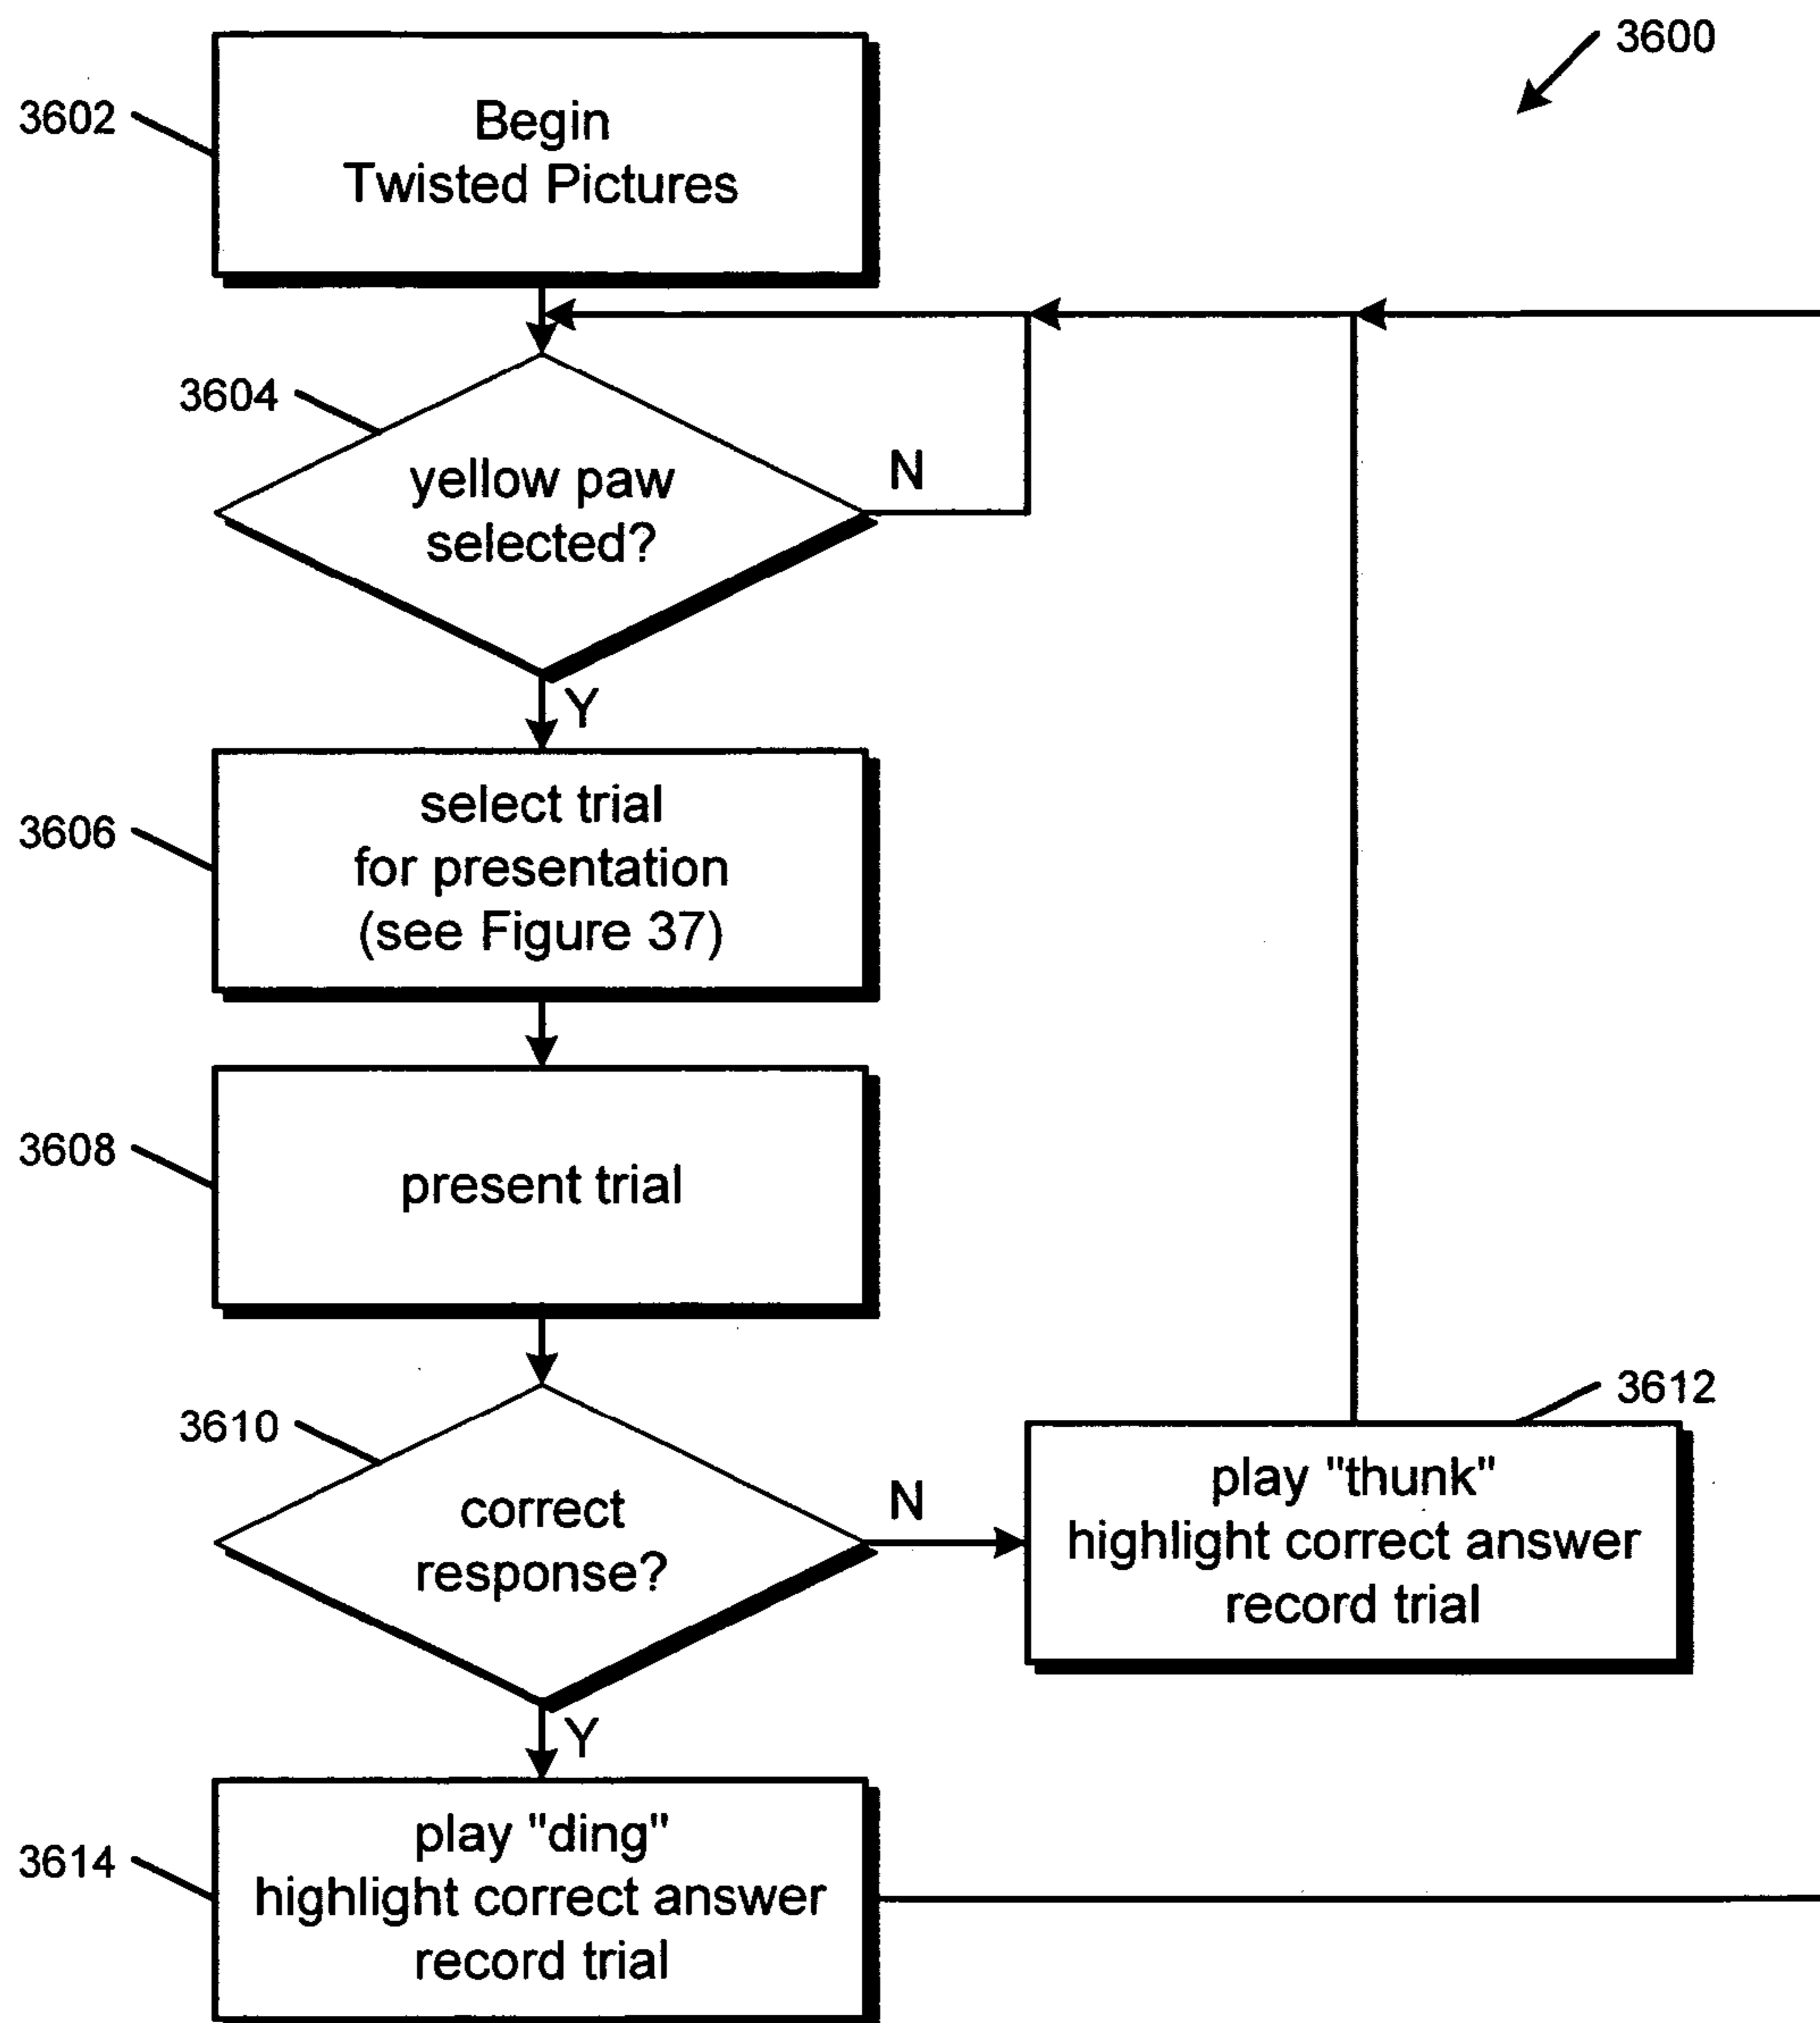 3600
3602
Begin
Twisted Pictures
3604
yellow paw
selected?
N
Y
3606
select trial
for presentation
(see Figure 37)
3608
present trial
3610
correct
response?
N
3612
play "thunk"
highlight correct answer
record trial
Y
3614
play "ding"
highlight correct answer
record trial